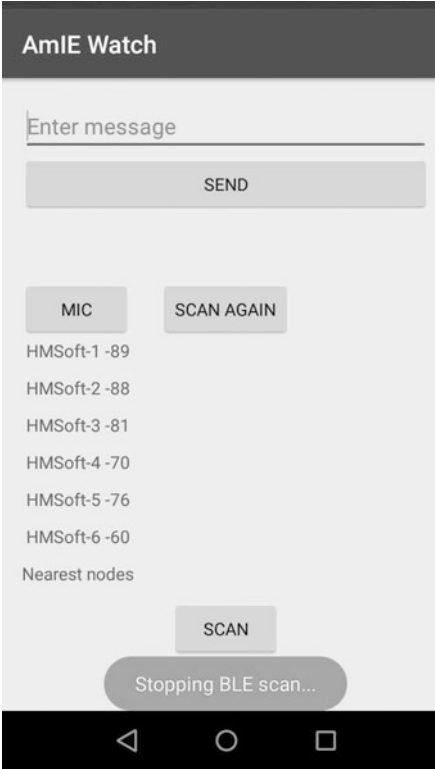 AmIE Watch
Enter message
SEND
MIC SCAN AGAIN
HMSoft-1 -89
HMSoft-2 -88
HMSoft-3 -81
HMSoft-4 -70
HMSoft-5 -76
HMSoft-6 -60
Nearest nodes
SCAN
Stopping BLE scan...